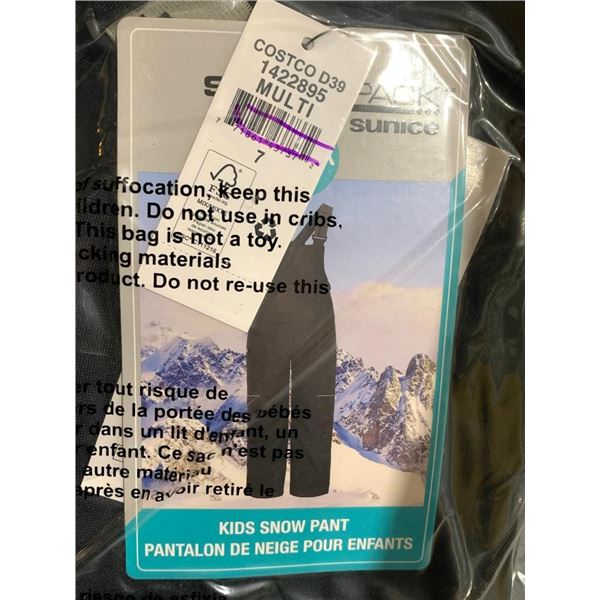 COSTCO D39
1422895
MULTI
7
PACK
sunice
of suffocation, keep this
ldren. Do not use in cribs,
This bag is not a toy.
cking materials
roduct. Do not re-use this
er tout risque de
rs de la portée des bébés
r dans un lit d'enfant, un
enfant. Ce sac n'est pas
autre matériau
après en avoir retiré le
KIDS SNOW PANT
PANTALON DE NEIGE POUR ENFANTS